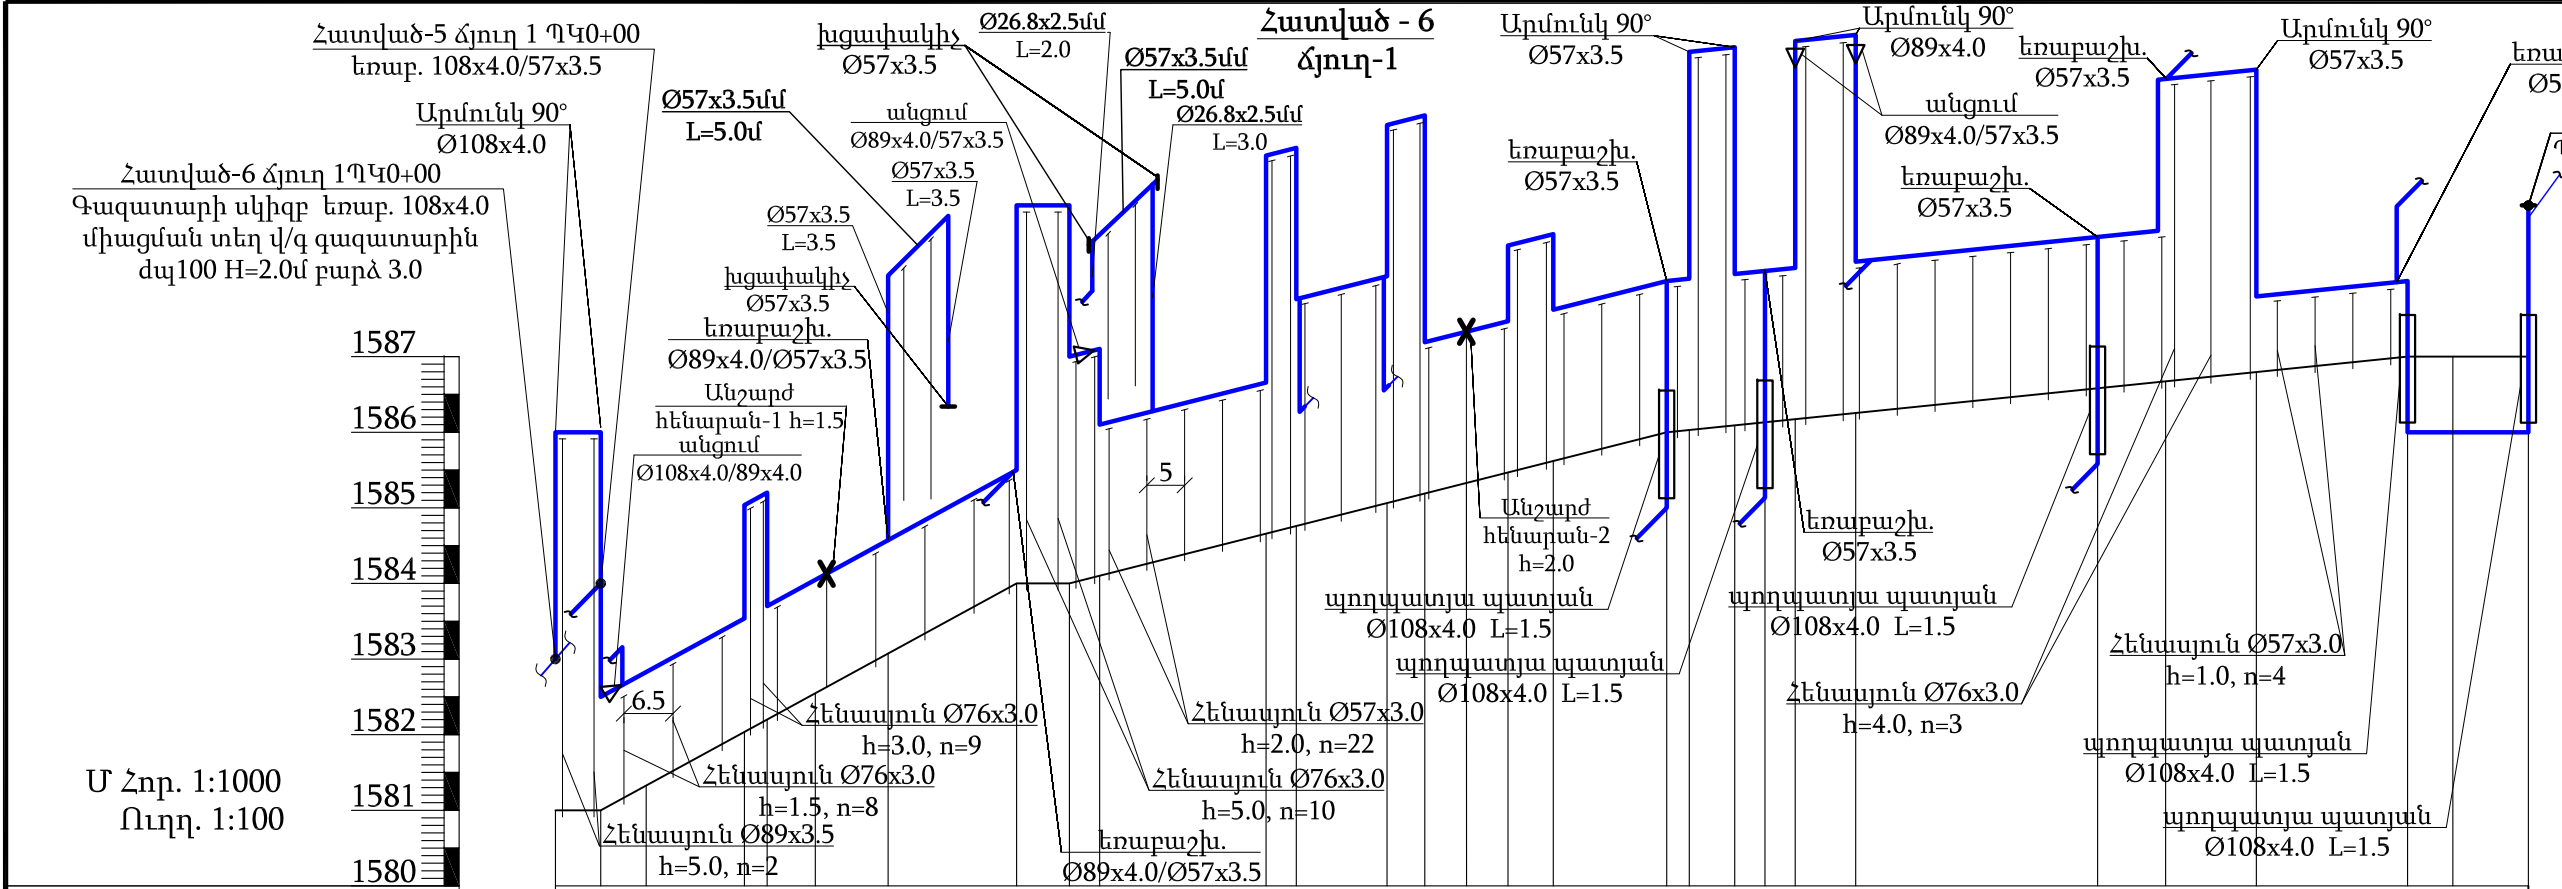 Հատված - 6
ճյուղ-1
Հատված-5 ճյուղ 1 ՊԿ0+00
եռաբ. 108x4.0/57x3.5
Արմունկ 90°
Ø108x4.0
Հատված-6 ճյուղ 1ՊԿ0+00
Գազատարի սկիզբ եռաբ. 108x4.0
միացման տեղ վ/գ գազատարին
դպ100 H=2.0մ բարձ 3.0
Ø57x3.5մմ
L=5.0մ
խցափակիչ
Ø57x3.5
Ø26.8x2.5մմ
L=2.0
Ø57x3.5մմ
L=5.0մ
Ø26.8x2.5մմ
L=3.0
անցում
Ø89x4.0/57x3.5
Ø57x3.5
L=3.5
Ø57x3.5
L=3.5
խցափակիչ
Ø57x3.5
եռաբաշխ.
Ø89x4.0/Ø57x3.5
Անշարժ
հենարան-1 h=1.5
անցում
Ø108x4.0/89x4.0
Արմունկ 90°
Ø57x3.5
Արմունկ 90°
Ø89x4.0
անցում
Ø89x4.0/57x3.5
եռաբաշխ.
Ø57x3.5
Արմունկ 90°
Ø57x3.5
եռաբաշխ.
Ø57x3.5
եռաբաշխ.
Ø57x3.5
1587
1586
1585
1584
1583
1582
1581
1580
5
6.5
Անշարժ
հենարան-2
h=2.0
եռաբաշխ.
Ø57x3.5
պողպատյա պատյան
Ø108x4.0 L=1.5
պողպատյա պատյան
Ø108x4.0 L=1.5
պողպատյա պատյան
Ø108x4.0 L=1.5
Հենասյուն Ø57x3.0
h=1.0, n=4
Հենասյուն Ø76x3.0
h=4.0, n=3
Հենասյուն Ø76x3.0
h=3.0, n=9
Հենասյուն Ø57x3.0
h=2.0, n=22
Հենասյուն Ø76x3.0
h=1.5, n=8
Հենասյուն Ø76x3.0
h=5.0, n=10
պողպատյա պատյան
Ø108x4.0 L=1.5
պողպատյա պատյան
Ø108x4.0 L=1.5
Հենասյուն Ø89x3.5
h=5.0, n=2
եռաբաշխ.
Ø89x4.0/Ø57x3.5
Մ Հոր. 1:1000
Ուղղ. 1:100